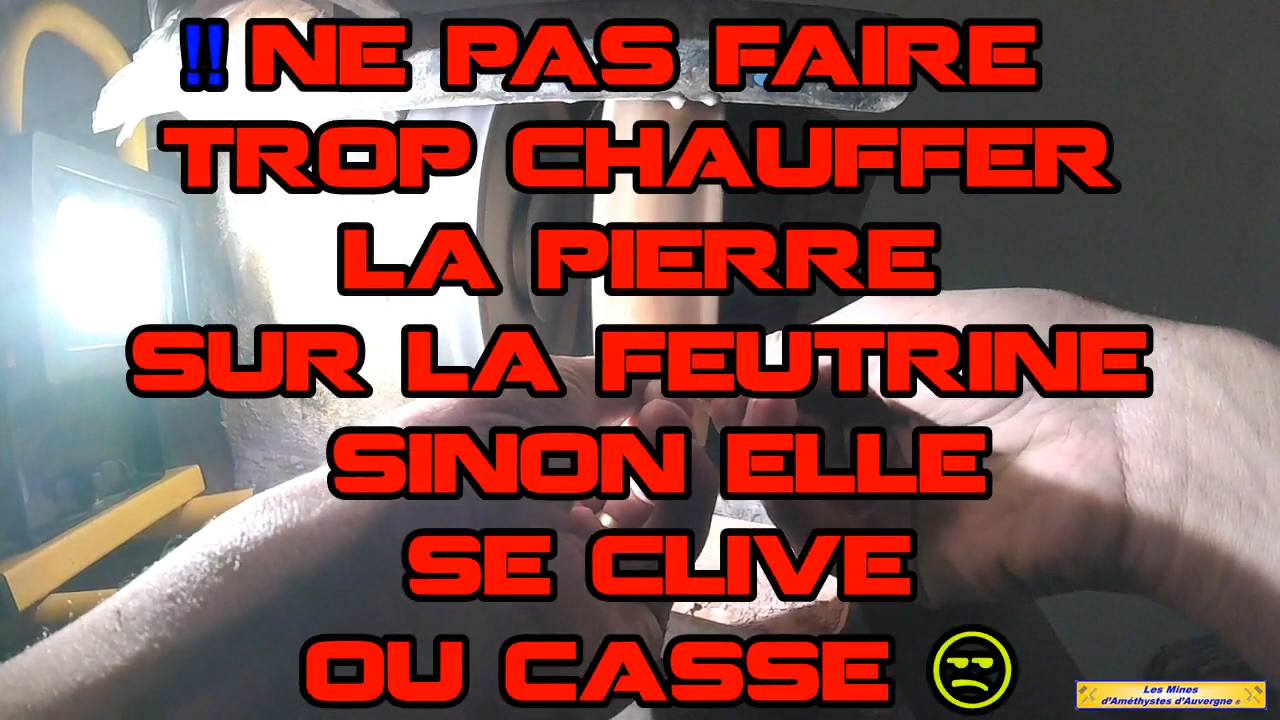 ‼ NE PAS FAIRE
TROP CHAUFFER
LA PIERRE
SUR LA FEUTRINE
SINON ELLE
SE CLIVE
OU CASSE 😒
Les Mines
d'Améthystes d'Auvergne ®